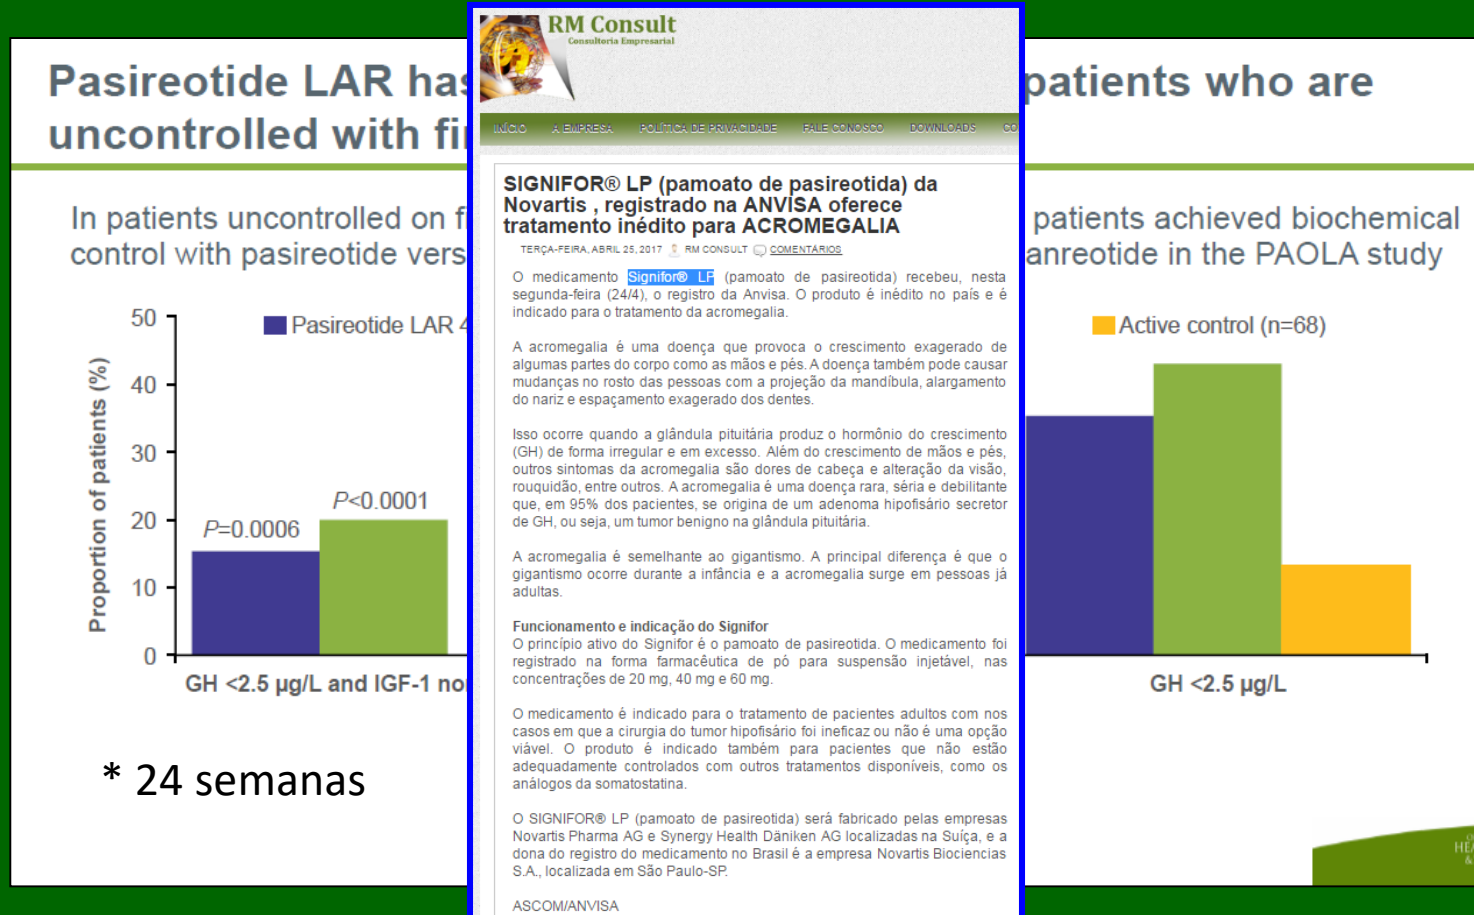 Pasireotide LAR has
patients who are
uncontrolled with fi
In patients uncontrolled on fi
patients achieved biochemical
control with pasireotide vers
anreotide in the PAOLA study
50
40
30
20
10
0
Proportion of patients (%)
Pasireotide LAR 4
Active control (n=68)
P=0.0006
P<0.0001
GH <2.5 µg/L and IGF-1 nor
GH <2.5 µg/L
* 24 semanas
RM Consult
Consultoria Empresarial
INÍCIO A EMPRESA POLÍTICA DE PRIVACIDADE FALE CONOSCO DOWNLOADS CO
SIGNIFOR® LP (pamoato de pasireotida) da
Novartis , registrado na ANVISA oferece
tratamento inédito para ACROMEGALIA
TERÇA-FEIRA, ABRIL 25, 2017 RM CONSULT COMENTÁRIOS
O medicamento Signifor® LP (pamoato de pasireotida) recebeu, nesta
segunda-feira (24/4), o registro da Anvisa. O produto é inédito no país e é
indicado para o tratamento da acromegalia.
A acromegalia é uma doença que provoca o crescimento exagerado de
algumas partes do corpo como as mãos e pés. A doença também pode causar
mudanças no rosto das pessoas com a projeção da mandíbula, alargamento
do nariz e espaçamento exagerado dos dentes.
Isso ocorre quando a glândula pituitária produz o hormônio do crescimento
(GH) de forma irregular e em excesso. Além do crescimento de mãos e pés,
outros sintomas da acromegalia são dores de cabeça e alteração da visão,
rouquidão, entre outros. A acromegalia é uma doença rara, séria e debilitante
que, em 95% dos pacientes, se origina de um adenoma hipofisário secretor
de GH, ou seja, um tumor benigno na glândula pituitária.
A acromegalia é semelhante ao gigantismo. A principal diferença é que o
gigantismo ocorre durante a infância e a acromegalia surge em pessoas já
adultas.
Funcionamento e indicação do Signifor
O princípio ativo do Signifor é o pamoato de pasireotida. O medicamento foi
registrado na forma farmacêutica de pó para suspensão injetável, nas
concentrações de 20 mg, 40 mg e 60 mg.
O medicamento é indicado para o tratamento de pacientes adultos com nos
casos em que a cirurgia do tumor hipofisário foi ineficaz ou não é uma opção
viável. O produto é indicado também para pacientes que não estão
adequadamente controlados com outros tratamentos disponíveis, como os
análogos da somatostatina.
O SIGNIFOR® LP (pamoato de pasireotida) será fabricado pelas empresas
Novartis Pharma AG e Synergy Health Däniken AG localizadas na Suíça, e a
dona do registro do medicamento no Brasil é a empresa Novartis Biociencias
S.A., localizada em São Paulo-SP.
ASCOM/ANVISA